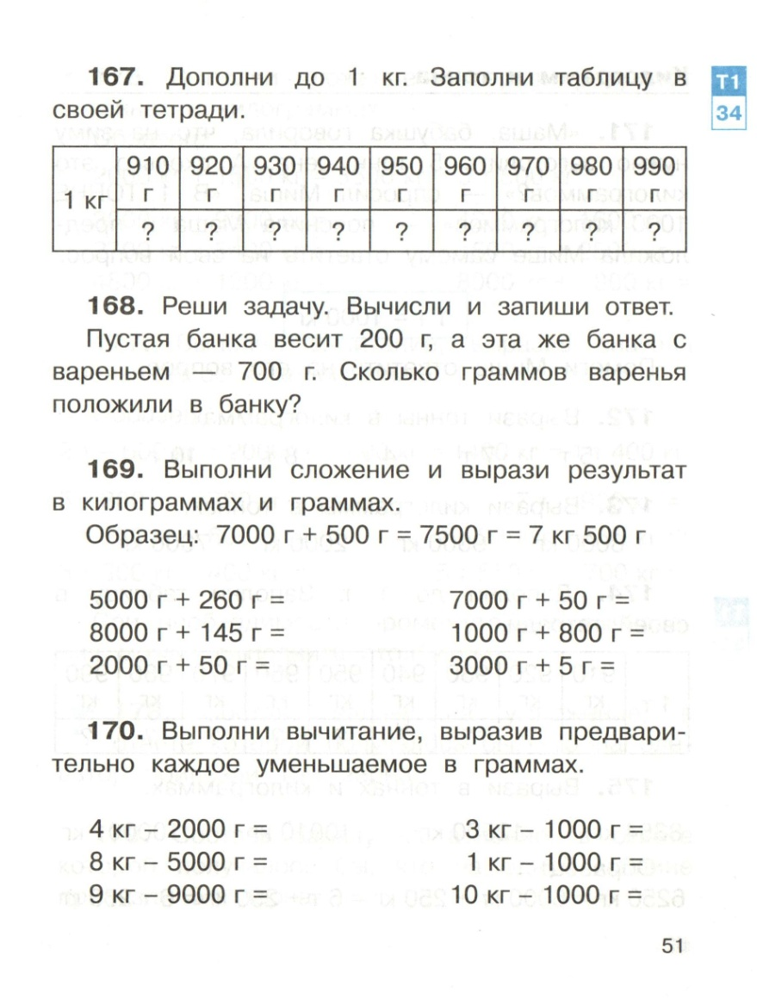 167. Дополни до 1 кг. Заполни таблицу в
своей тетради.
Т1
34
1 кг
910 г 920 г 930 г 940 г 950 г 960 г 970 г 980 г 990 г
? ? ? ? ? ? ? ? ?
168. Реши задачу. Вычисли и запиши ответ.
Пустая банка весит 200 г, а эта же банка с
вареньем — 700 г. Сколько граммов варенья
положили в банку?
169. Выполни сложение и вырази результат
в килограммах и граммах.
Образец: 7000 г + 500 г = 7500 г = 7 кг 500 г
5000 г + 260 г = 7000 г + 50 г =
8000 г + 145 г = 1000 г + 800 г =
2000 г + 50 г = 3000 г + 5 г =
170. Выполни вычитание, выразив предвари-
тельно каждое уменьшаемое в граммах.
4 кг – 2000 г = 3 кг – 1000 г =
8 кг – 5000 г = 1 кг – 1000 г =
9 кг – 9000 г = 10 кг – 1000 г =
51